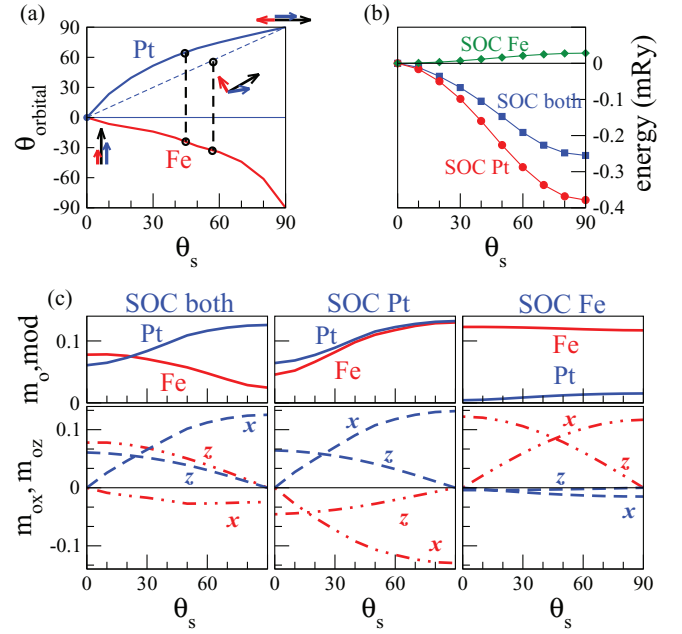 (a)
90
60
30
0
-30
-60
-90
θorbital
Pt
Fe
0 30 60 90
θs
(b)
SOC Fe
SOC both
SOC Pt
0
-0.1
-0.2
-0.3
-0.4
energy (mRy)
0 30 60 90
θs
(c)
SOC both SOC Pt SOC Fe
mo,mod
0.1
0
Pt
Fe
Pt
Fe
Fe
Pt
mox, moz
0.1
0
-0.1
x
z
z
x
x
z
z
x
x
z
z
x
0 30 60
0 30 60
0 30 60 90
θs θs θs